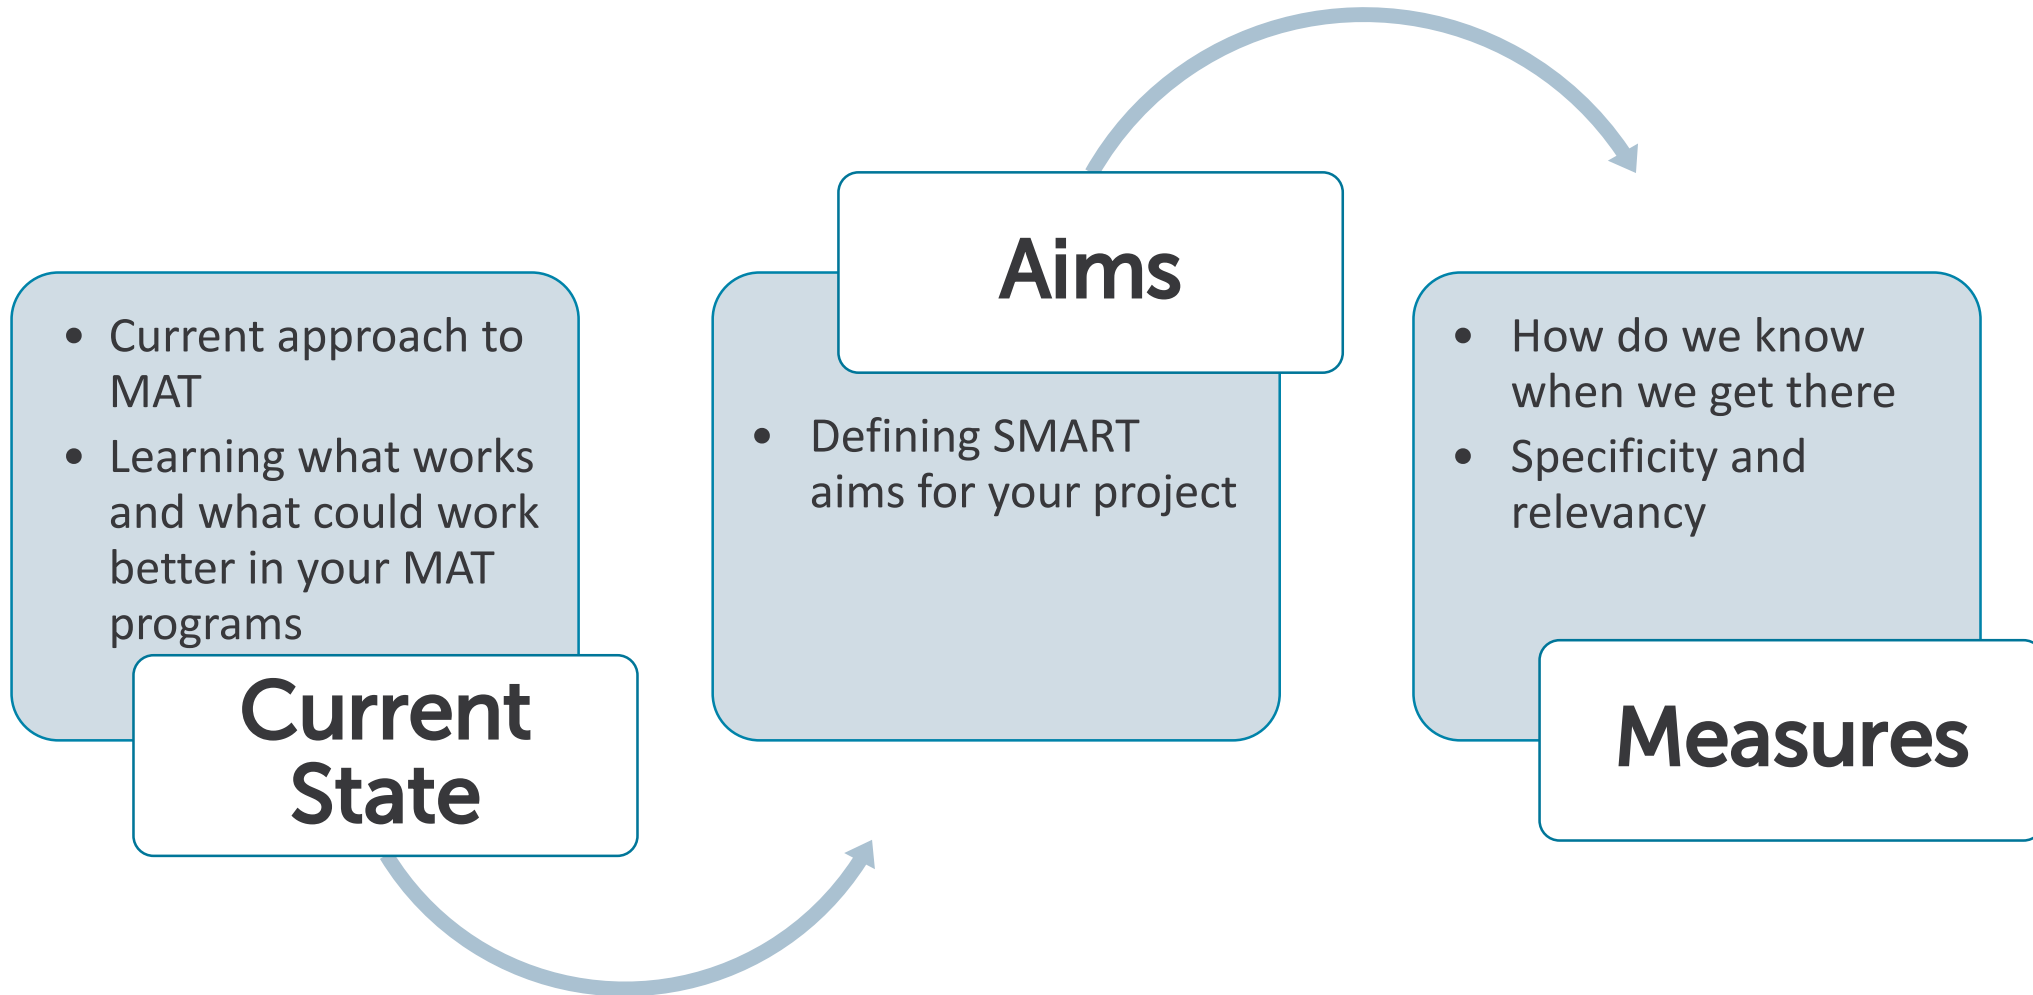 • Current approach to
MAT
• Learning what works
and what could work
better in your MAT
programs
Current
State
Aims
• Defining SMART
aims for your project
• How do we know
when we get there
• Specificity and
relevancy
Measures